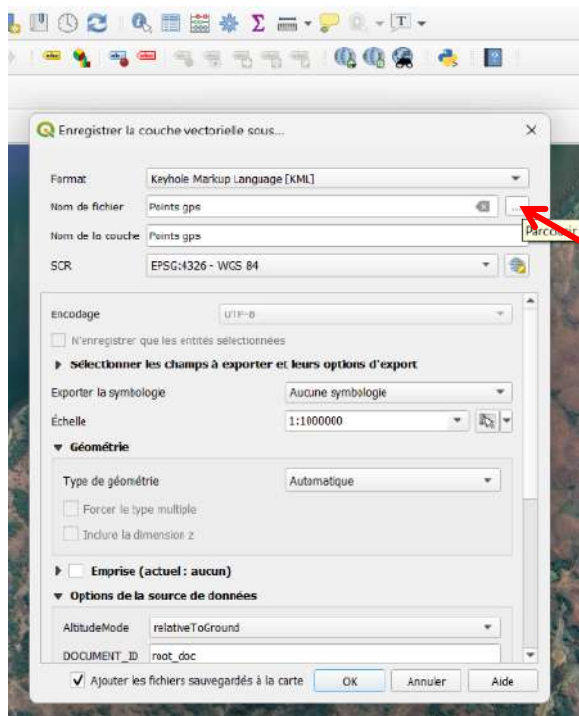 Enregistrer la couche vectorielle sous...
Format Keyhole Markup Language [KML]
Nom de fichier Points gps ...
Parcourir
Nom de la couche Points gps
SCR EPSG:4326 - WGS 84
Encodage UTF-8
N'enregistrer que les entités sélectionnées
Sélectionner les champs à exporter et leurs options d'export
Exporter la symbologie Aucune symbologie
Échelle 1:1000000
Géométrie
Type de géométrie Automatique
Forcer le type multiple
Inclure la dimension z
Emprise (actuel : aucun)
Options de la source de données
AltitudeMode relativeToGround
DOCUMENT_ID root_doc
Ajouter les fichiers sauvegardés à la carte OK Annuler Aide